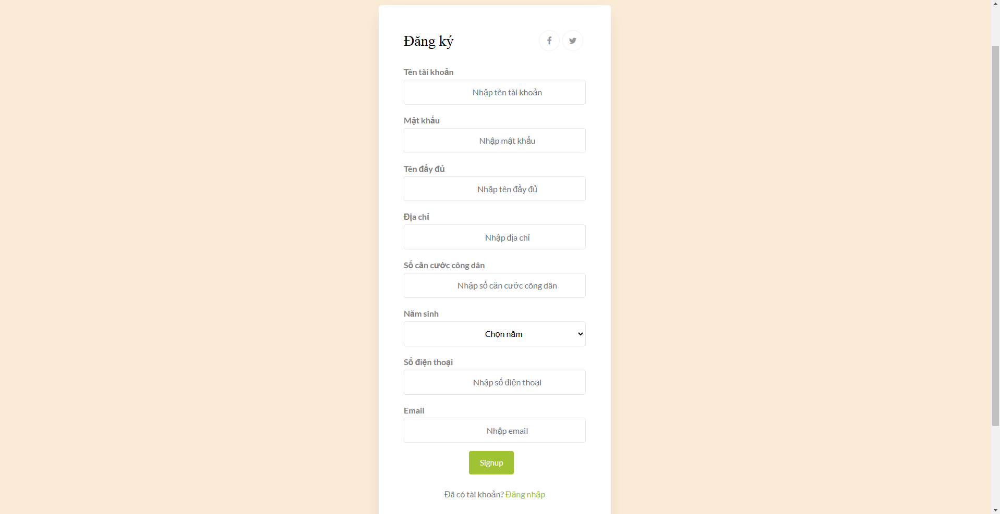 Đăng ký
Tên tài khoản
Nhập tên tài khoản
Mật khẩu
Nhập mật khẩu
Tên đầy đủ
Nhập tên đầy đủ
Địa chỉ
Nhập địa chỉ
Số căn cước công dân
Nhập số căn cước công dân
Năm sinh
Chọn năm
Số điện thoại
Nhập số điện thoại
Email
Nhập email
Signup
Đã có tài khoản? Đăng nhập